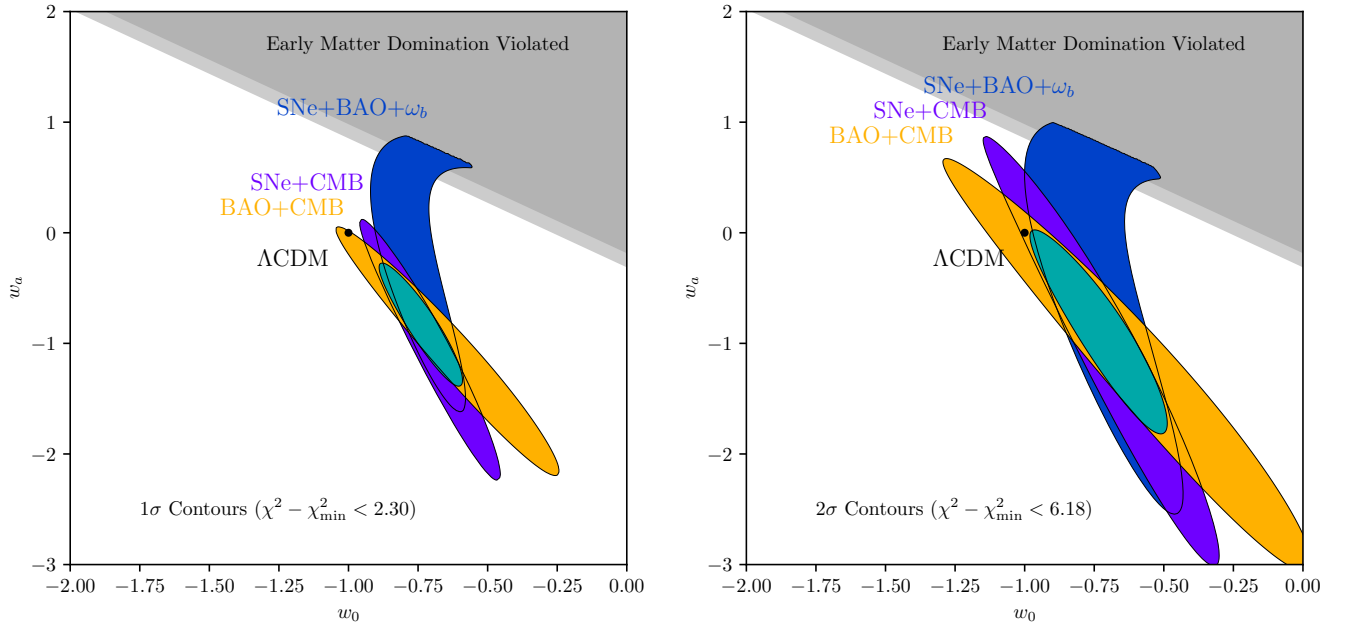 2
1
0
−1
−2
−3
w_a
−2.00 −1.75 −1.50 −1.25 −1.00 −0.75 −0.50 −0.25 0.00
w_0
Early Matter Domination Violated
SNe+BAO+ω_b
SNe+CMB
BAO+CMB
ΛCDM
1σ Contours (χ² − χ²_min < 2.30)
2
1
0
−1
−2
−3
w_a
−2.00 −1.75 −1.50 −1.25 −1.00 −0.75 −0.50 −0.25 0.00
w_0
Early Matter Domination Violated
SNe+BAO+ω_b
SNe+CMB
BAO+CMB
ΛCDM
2σ Contours (χ² − χ²_min < 6.18)